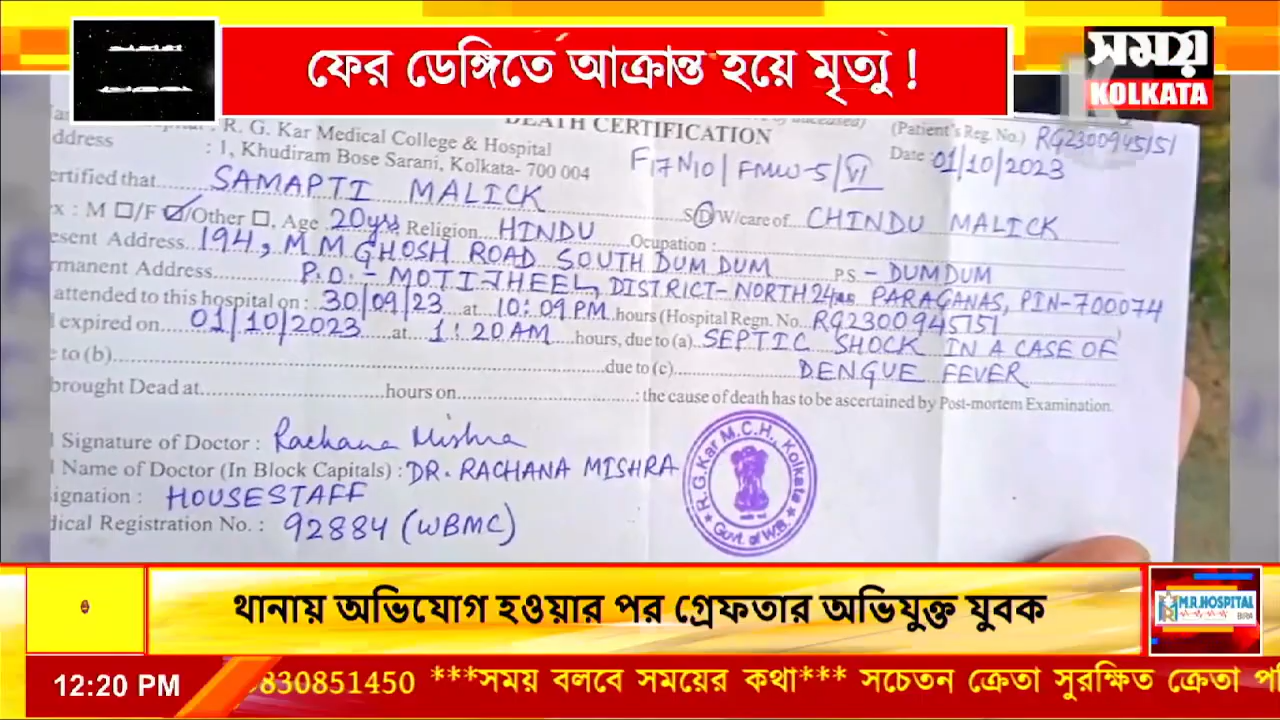 ফের ডেঙ্গিতে আক্রান্ত হয়ে মৃত্যু !
সময়
KOLKATA
DEATH CERTIFICATION
(Patient's Reg. No.) RG2300945151
: R. G. Kar Medical College & Hospital
ddress : 1, Khudiram Bose Sarani, Kolkata- 700 004
F17N10/ FMW-5/VI
Date 01/10/2023
ertified that SAMAPTI MALICK
S/D/W/care of CHINDU MALICK
ex : M □/F ☑/Other □, Age 20yrs Religion HINDU Ocupation :
esent Address 194, M M GHOSH ROAD SOUTH DUM DUM P.S. - DUMDUM
rmanent Address P.O. - MOTIJHEEL, DISTRICT- NORTH 24 PARAGANAS, PIN-700074
attended to this hospital on : 30/09/23 at 10:09 PM hours (Hospital Regn. No. RG2300945151
expired on 01/10/2023 at 1:20 AM hours, due to (a) SEPTIC SHOCK IN A CASE OF
e to (b) due to (c) DENGUE FEVER
brought Dead at hours on : the cause of death has to be ascertained by Post-mortem Examination.
Signature of Doctor : Rachana Mishra
Name of Doctor (In Block Capitals) : DR. RACHANA MISHRA
signation : HOUSESTAFF
dical Registration No. : 92884 (WBMC)
R.G.Kar M.C.H., Kolkata
Govt. of W.B.
থানায় অভিযোগ হওয়ার পর গ্রেফতার অভিযুক্ত যুবক
M.R.HOSPITAL
BIRA
12:20 PM
9830851450 ***সময় বলবে সময়ের কথা*** সচেতন ক্রেতা সুরক্ষিত ক্রেতা